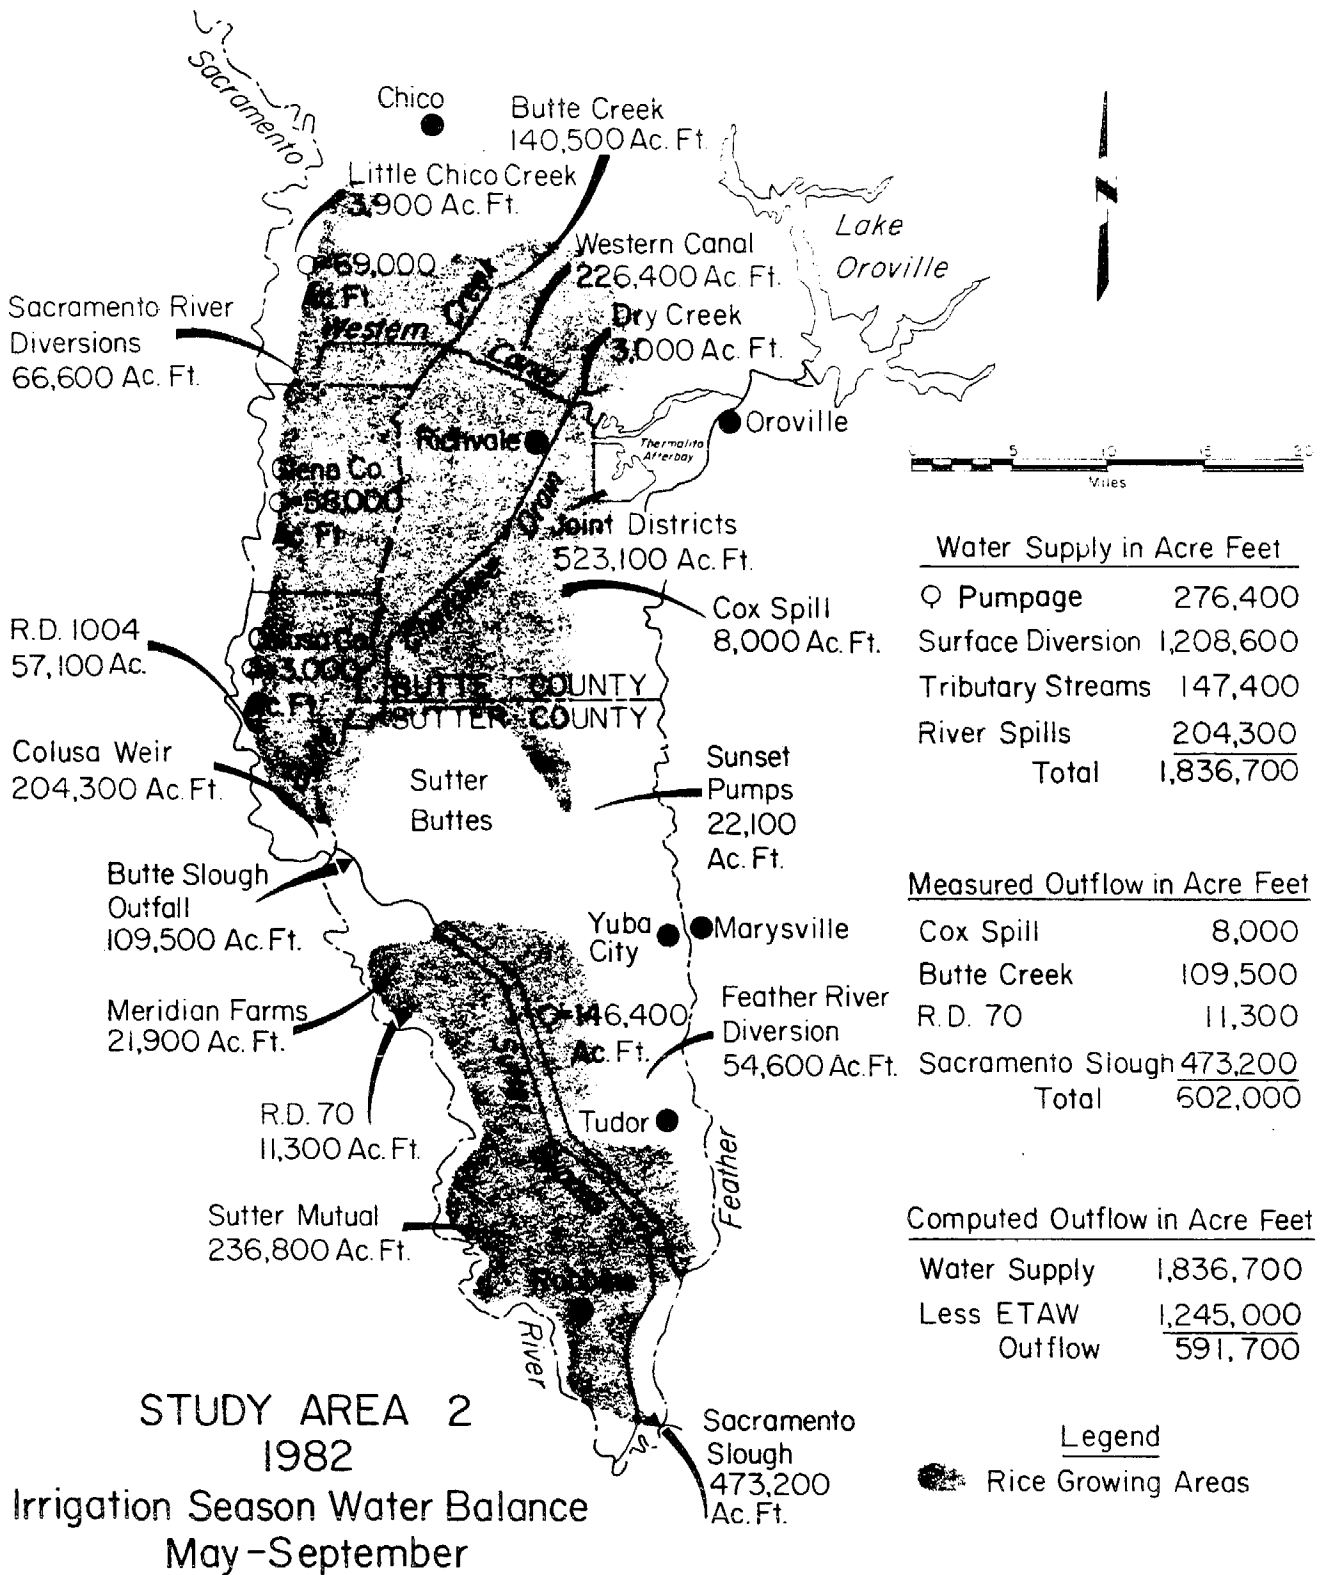 Sacramento
Chico
Butte Creek
140,500 Ac. Ft.
Little Chico Creek
3,900 Ac. Ft.
69,000
Ac. Ft.
Western Canal
226,400 Ac. Ft.
Lake
Oroville
N
Sacramento River
Diversions
66,600 Ac. Ft.
Western
Creek
Canal
Dry Creek
3,000 Ac. Ft.
Oroville
Richvale
Thermalito
Afterbay
5 10 15 20
Miles
Co.
Ac. Ft.
Joint Districts
523,100 Ac. Ft.
Cox Spill
8,000 Ac. Ft.
R.D. 1004
57,100 Ac.
Co.
BUTTE COUNTY
SUTTER COUNTY
Colusa Weir
204,300 Ac. Ft.
Sutter
Buttes
Sunset
Pumps
22,100
Ac. Ft.
Butte Slough
Outfall
109,500 Ac. Ft.
Yuba
City
Marysville
Meridian Farms
21,900 Ac. Ft.
146,400
Ac. Ft.
Feather River
Diversion
54,600 Ac. Ft.
R.D. 70
11,300 Ac. Ft.
Tudor
Feather
Sutter Mutual
236,800 Ac. Ft.
Robbins
River
Sacramento
Slough
473,200
Ac. Ft.
Water Supply in Acre Feet
Pumpage 276,400
Surface Diversion 1,208,600
Tributary Streams 147,400
River Spills 204,300
Total 1,836,700
Measured Outflow in Acre Feet
Cox Spill 8,000
Butte Creek 109,500
R.D. 70 11,300
Sacramento Slough 473,200
Total 602,000
Computed Outflow in Acre Feet
Water Supply 1,836,700
Less ETAW 1,245,000
Outflow 591,700
Legend
Rice Growing Areas
STUDY AREA 2
1982
Irrigation Season Water Balance
May-September